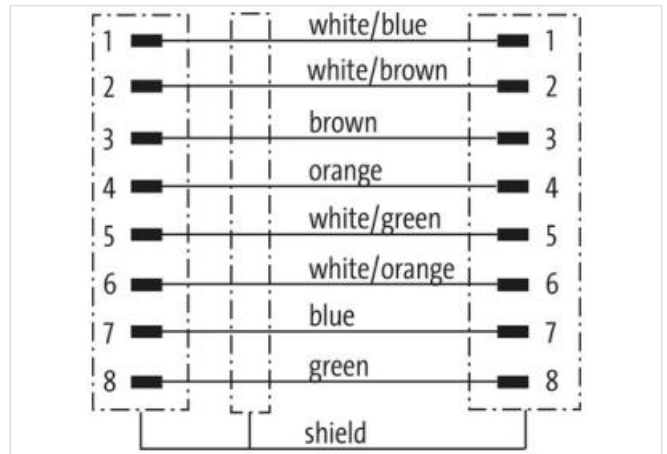 1 white/blue 1
2 white/brown 2
3 brown 3
4 orange 4
5 white/green 5
6 white/orange 6
7 blue 7
8 green 8
shield